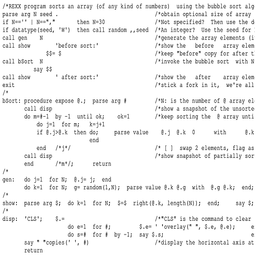 /*REXX program sorts an array (of any kind of numbers)  using the bubble sort alg
parse arg N seed .                              /*obtain optional size of array
if N=='' | N=="," then N=30                     /*Not specified?  Then use the d
if datatype(seed, 'W') then call random ,,seed  /*An integer?  Use the seed for
call gen N                                      /*generate the array elements (i
call show 'before sort:'                        /*show the  before array  elem
$$= $                                           /*keep "before" copy for after t
call bSort N                                    /*invoke the bubble sort  with N
say $$
call show ' after sort:'                        /*show the  after  array  elem
exit                                            /*stick a fork in it,  we're all
/*
bSort: procedure expose @.;  parse arg #        /*N: is the number of @ array el
call disp                                       /*show a snapshot of the unsorte
do m=#-1  by -1  until ok;  ok=1                /*keep sorting the  @ array unti
do j=1  for m;  k=j+1
if @.j>@.k  then do;  parse value  @.j @.k 0  with  @.k
end
end  /*j*/                                      /* [ ]  swap 2 elements, flag as
call disp                                       /*show snapshot of partially sor
end  /*m*/;  return
/*
gen: do j=1  for N;  @.j= j;  end
do k=1  for N;  g= random(1,N);  parse value @.k @.g  with  @.g @.k;  end;
/*
show: parse arg $;  do k=1  for N;  $=$  right(@.k, length(N));  end;  say $;
/*
disp: 'CLS';  $.=                               /*"CLS" is the command to clear
do e=1  for #;  $.e= ' 'overlay(" ", $.e, @.e);  e
do s=#  for #  by -1;  say $.s;  e
say " "copies(' ', #)                           /*display the horizontal axis at
return